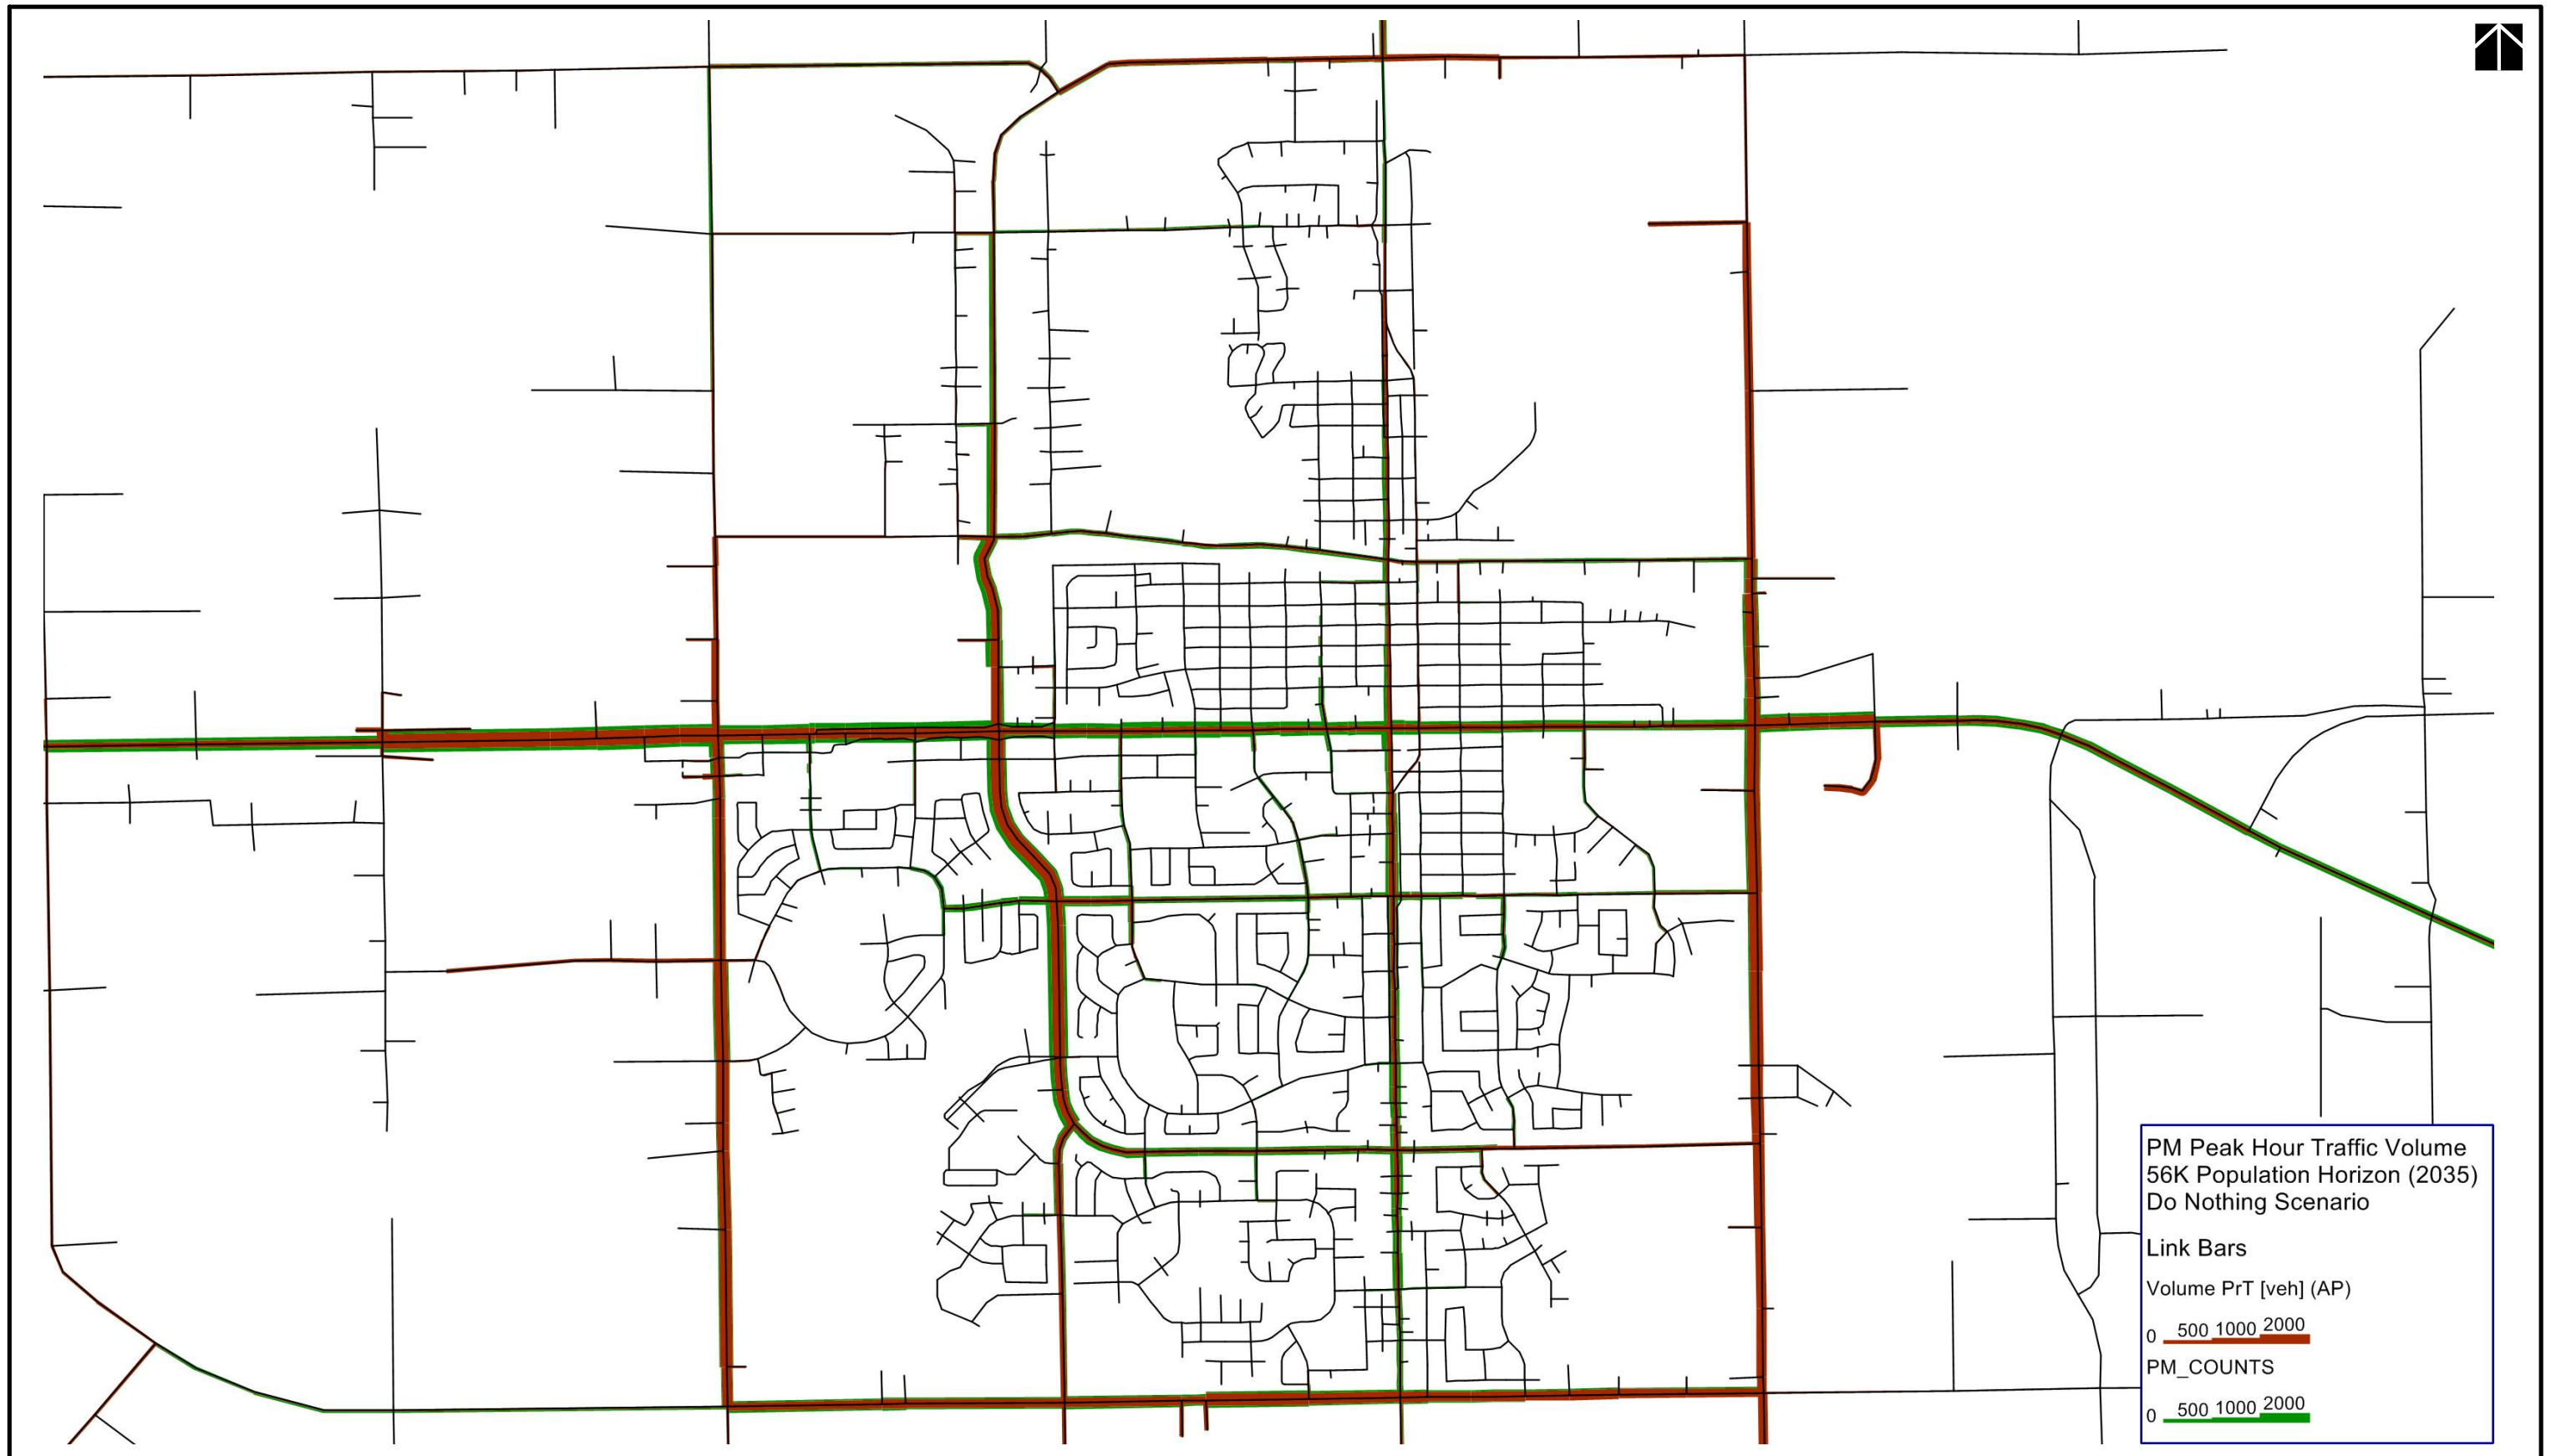 PM Peak Hour Traffic Volume
56K Population Horizon (2035)
Do Nothing Scenario
Link Bars
Volume PrT [veh] (AP)
0 500 1000 2000
PM_COUNTS
0 500 1000 2000